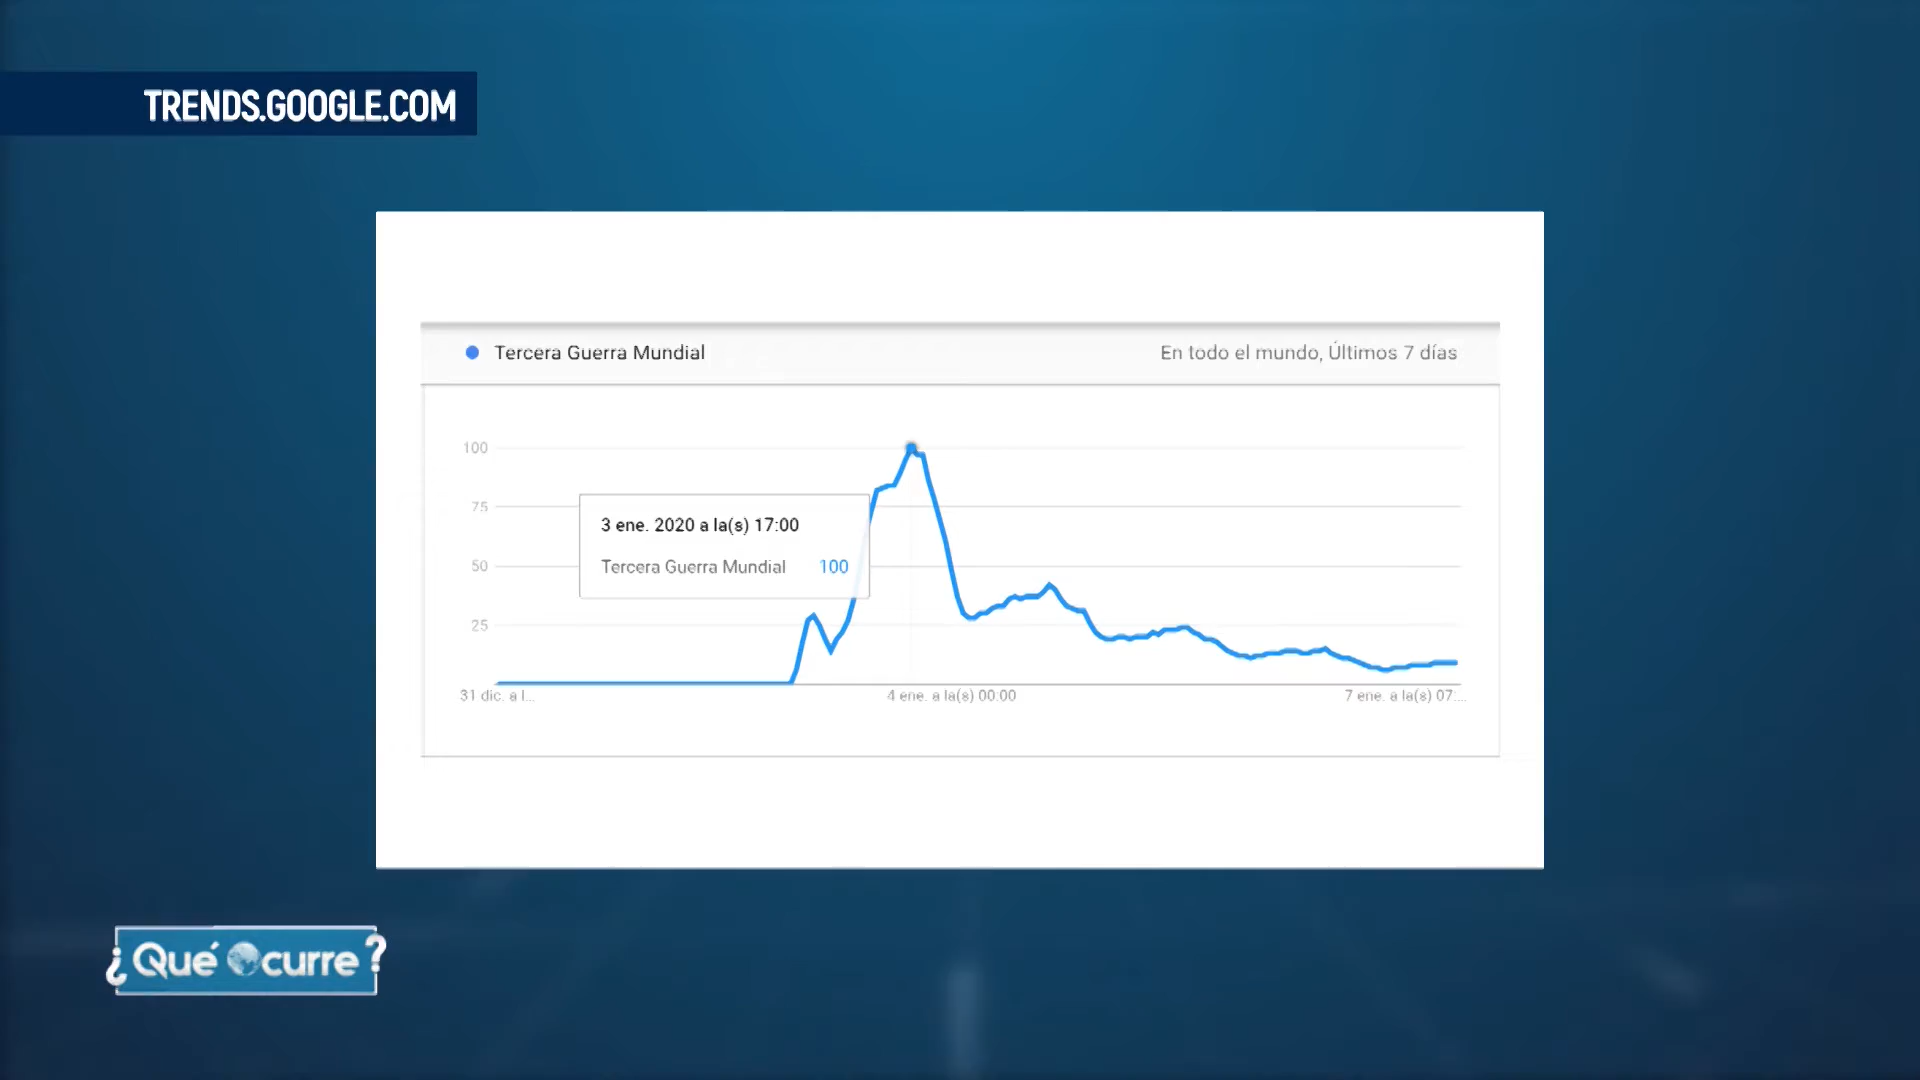 TRENDS.GOOGLE.COM
Tercera Guerra Mundial
En todo el mundo, Últimos 7 días
100
75
50
25
3 ene. 2020 a la(s) 17:00
Tercera Guerra Mundial 100
31 dic. a l...
4 ene. a la(s) 00:00
7 ene. a la(s) 07:...
¿Qué Ocurre?